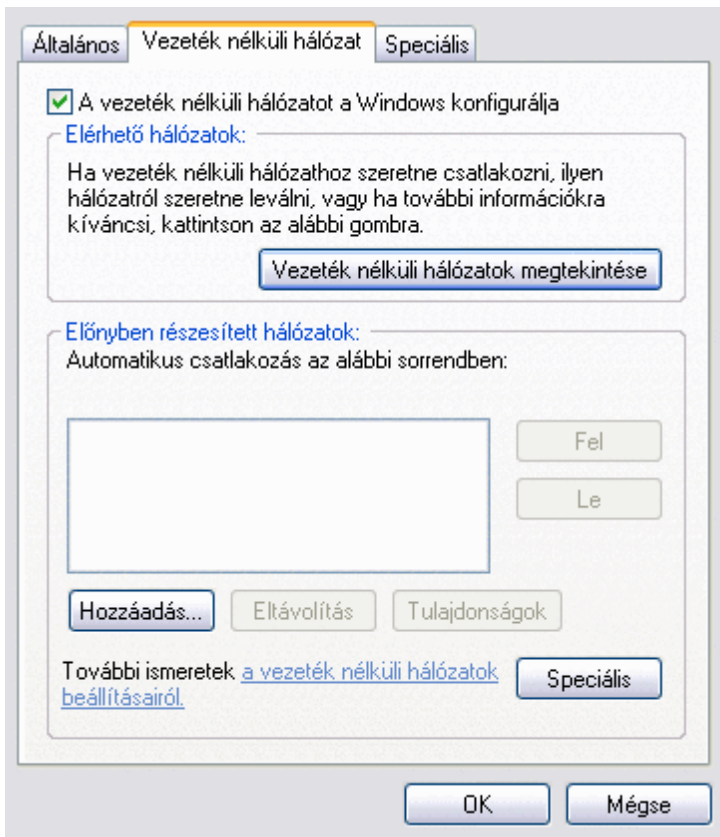 Általános
Vezeték nélküli hálózat
Speciális
A vezeték nélküli hálózatot a Windows konfigurálja
Elérhető hálózatok:
Ha vezeték nélküli hálózathoz szeretne csatlakozni, ilyen
hálózatról szeretne leválni, vagy ha további információkra
kíváncsi, kattintson az alábbi gombra.
Vezeték nélküli hálózatok megtekintése
Előnyben részesített hálózatok:
Automatikus csatlakozás az alábbi sorrendben:
Fel
Le
Hozzáadás...
Eltávolítás
Tulajdonságok
További ismeretek a vezeték nélküli hálózatok
beállításairól.
Speciális
OK
Mégse